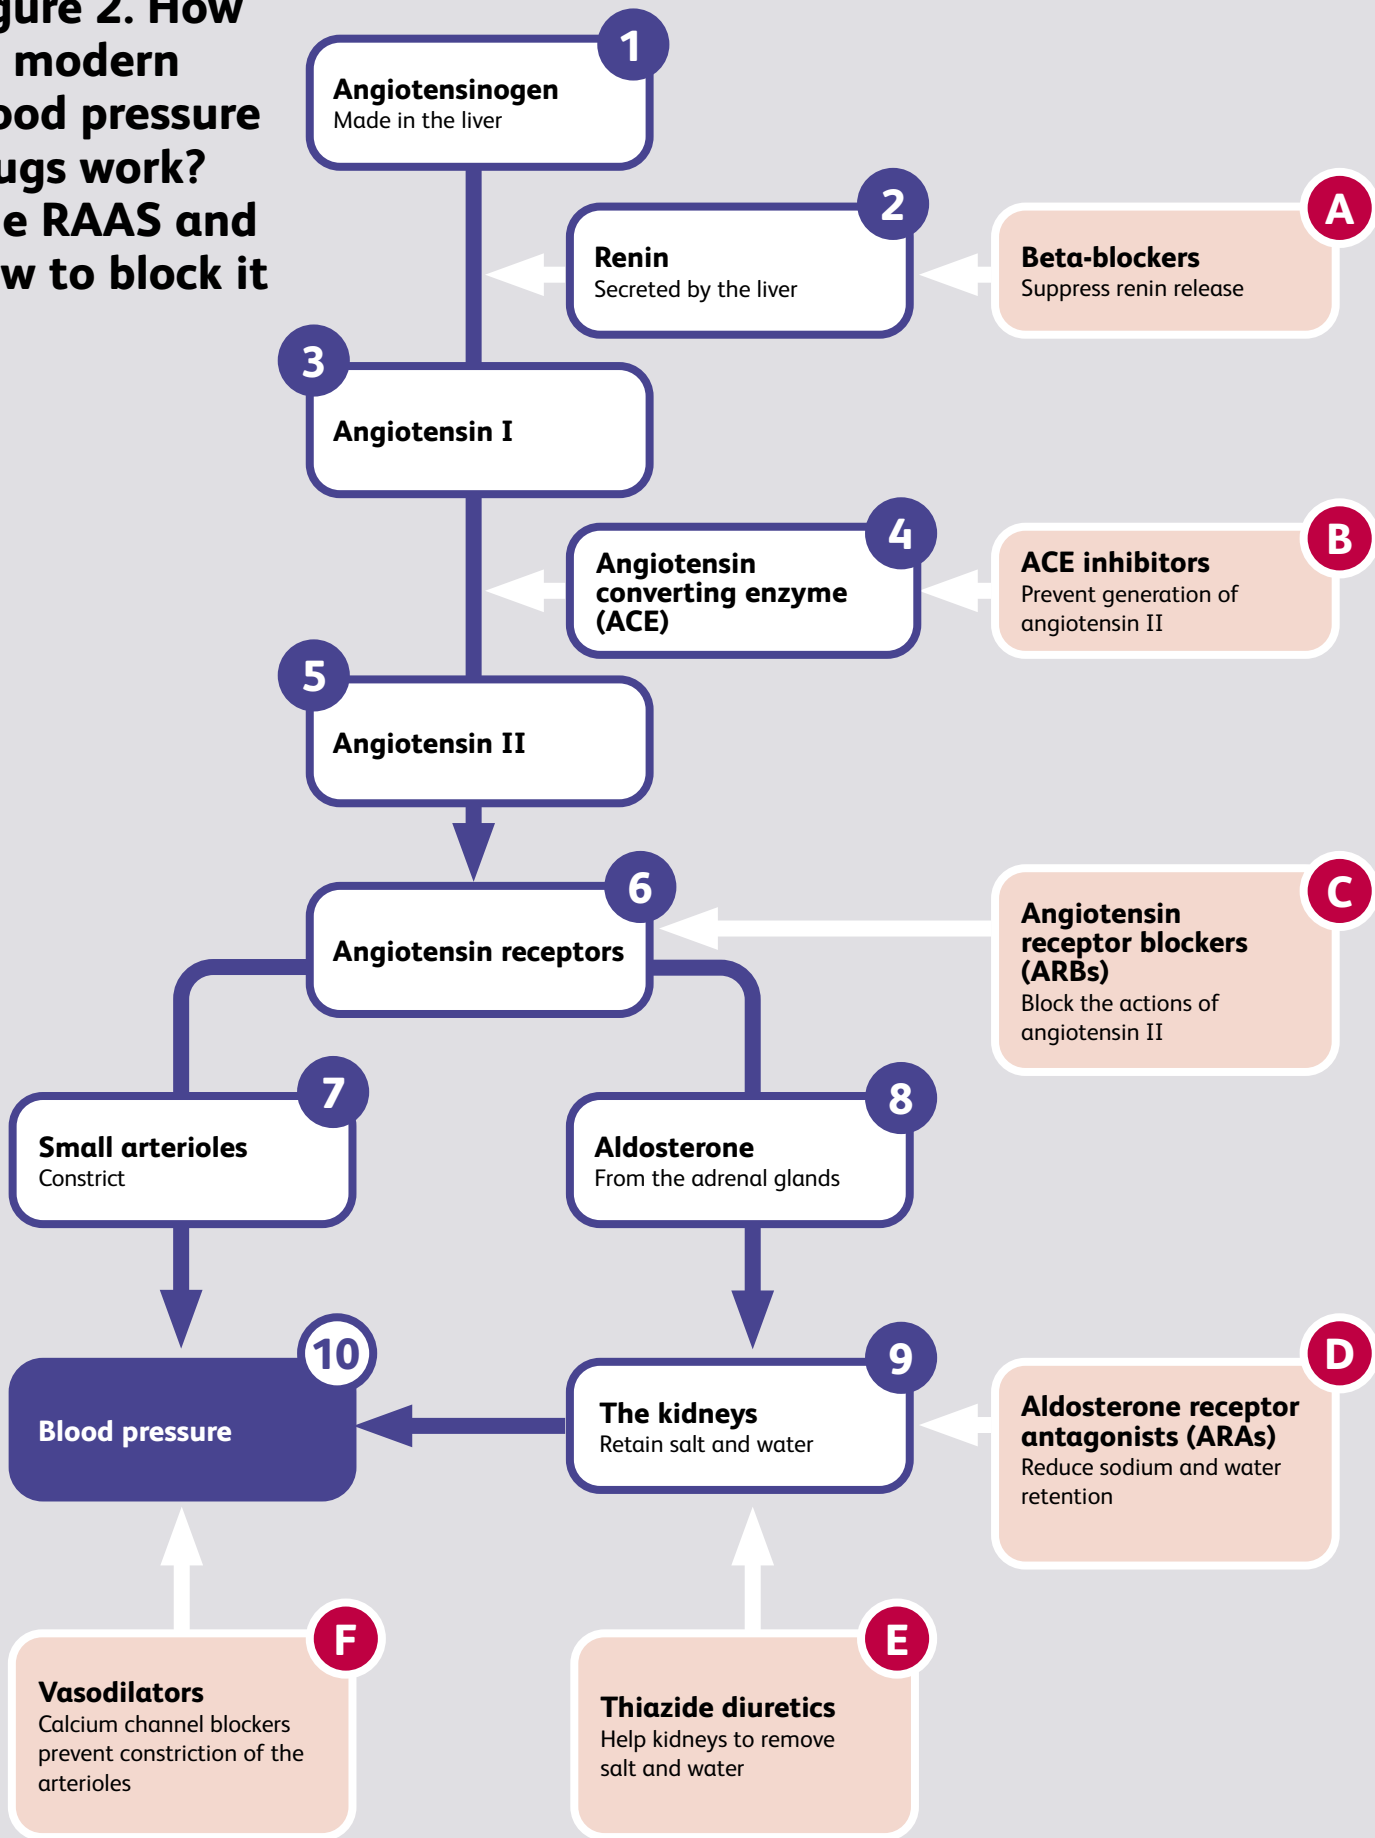 gure 2. How
modern
ood pressure
ugs work?
e RAAS and
w to block it
1
Angiotensinogen
Made in the liver
2
Renin
Secreted by the liver
A
Beta-blockers
Suppress renin release
3
Angiotensin I
4
Angiotensin
converting enzyme
(ACE)
B
ACE inhibitors
Prevent generation of
angiotensin II
5
Angiotensin II
6
Angiotensin receptors
C
Angiotensin
receptor blockers
(ARBs)
Block the actions of
angiotensin II
7
Small arterioles
Constrict
8
Aldosterone
From the adrenal glands
10
Blood pressure
9
The kidneys
Retain salt and water
D
Aldosterone receptor
antagonists (ARAs)
Reduce sodium and water
retention
F
Vasodilators
Calcium channel blockers
prevent constriction of the
arterioles
E
Thiazide diuretics
Help kidneys to remove
salt and water